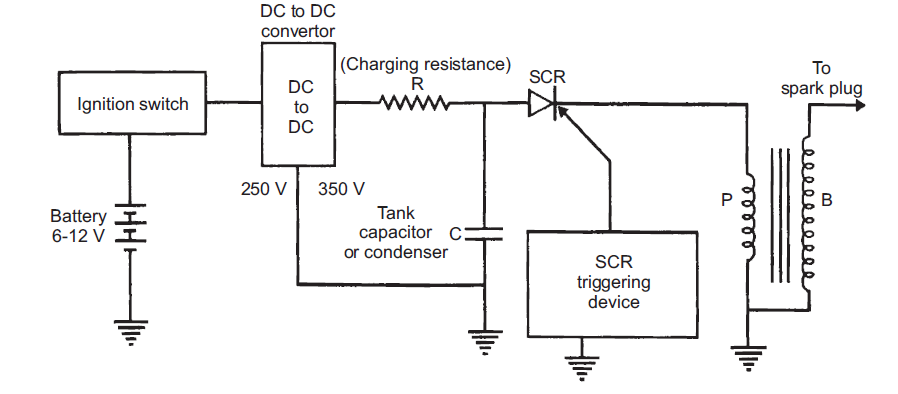 DC to DC
convertor
(Charging resistance)
R
SCR
To
spark plug
Ignition switch
DC
to
DC
250 V
350 V
Battery
6-12 V
Tank
capacitor
or condenser
C
P
B
SCR
triggering
device